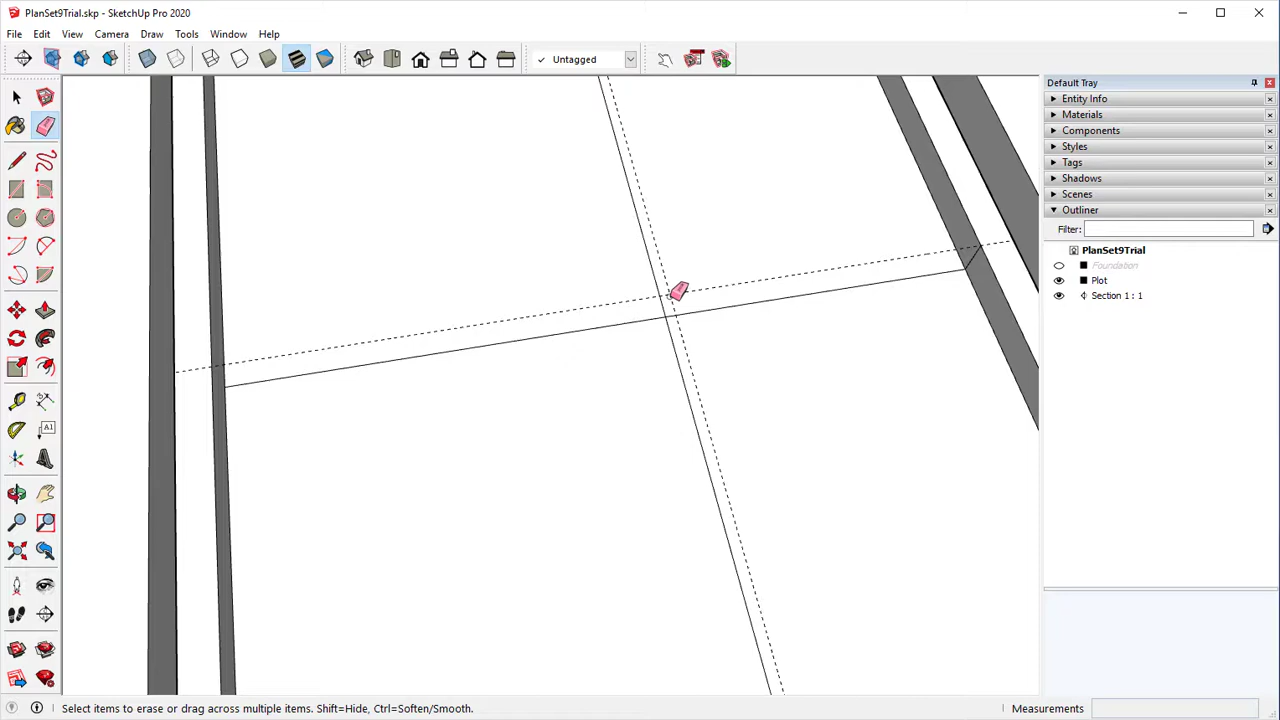 PlanSet9Trial.skp - SketchUp Pro 2020
File Edit View Camera Draw Tools Window Help
Untagged
Default Tray
Entity Info
Materials
Components
Styles
Tags
Shadows
Scenes
Outliner
Filter:
PlanSet9Trial
Foundation
Plot
Section 1 : 1
A1
Select items to erase or drag across multiple items. Shift=Hide, Ctrl=Soften/Smooth.
Measurements